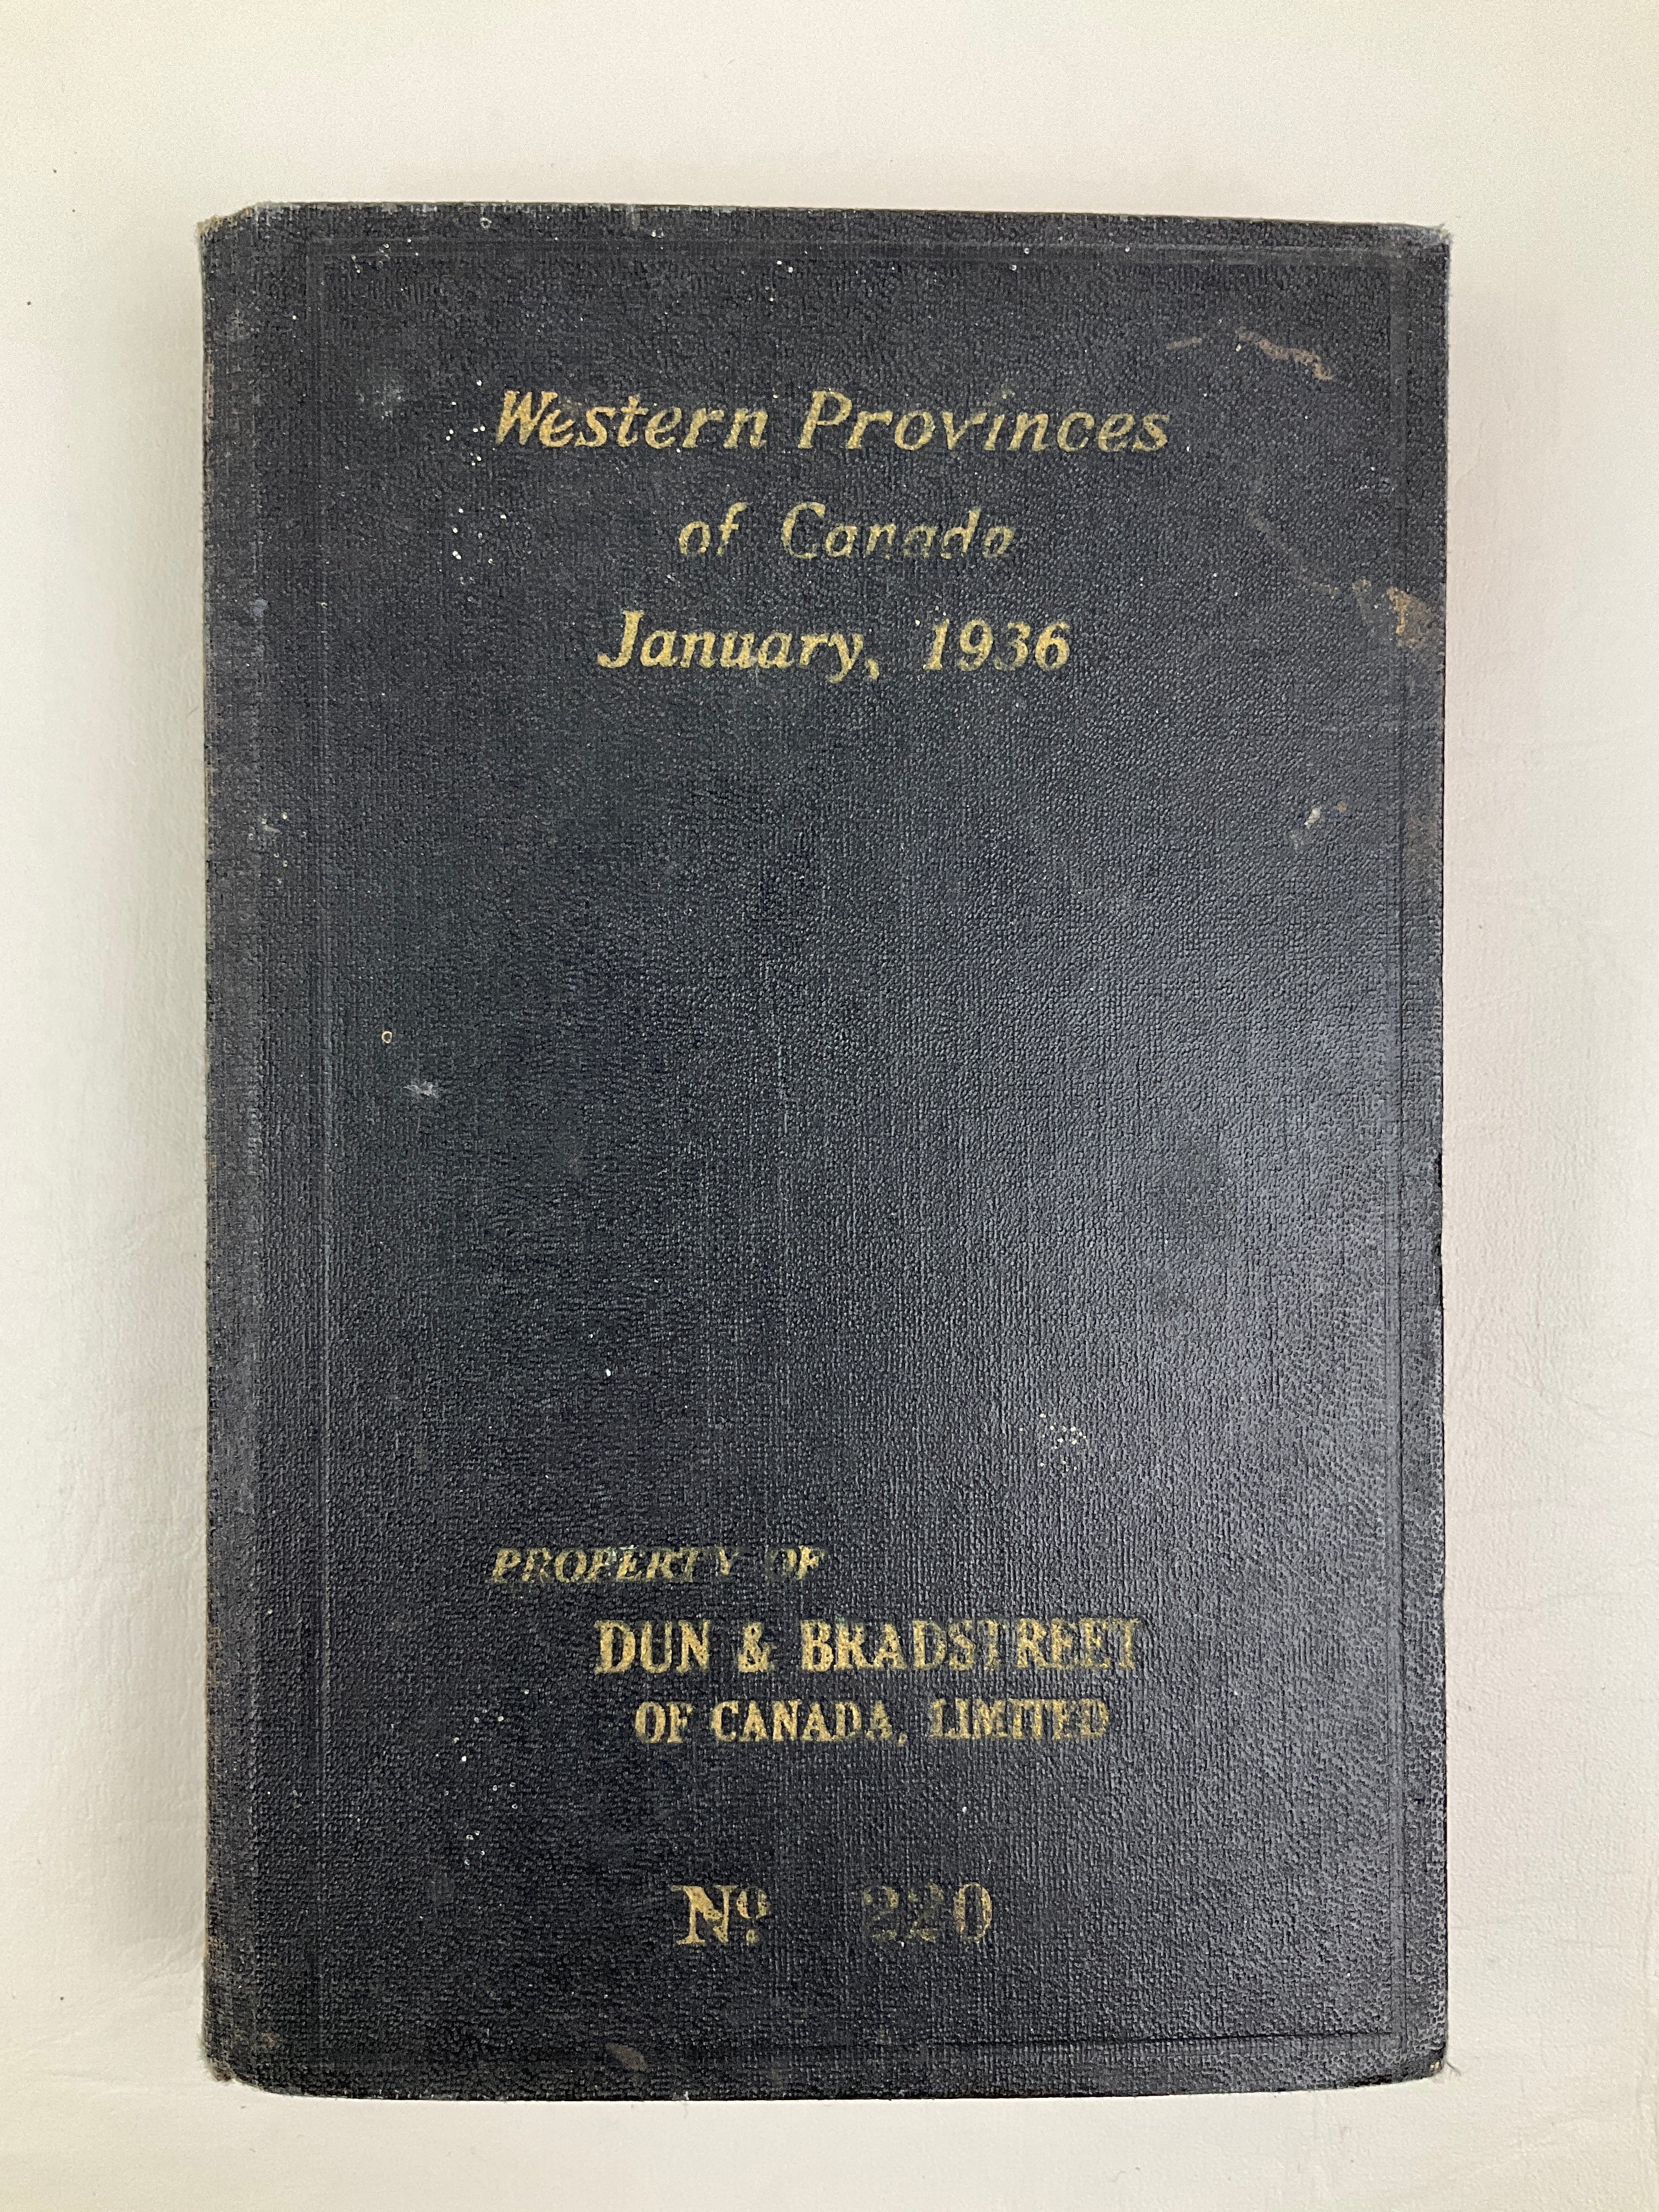 Western Provinces
of Canada
January, 1936
PROPERTY OF
DUN & BRADSTREET
OF CANADA, LIMITED
Nº 220